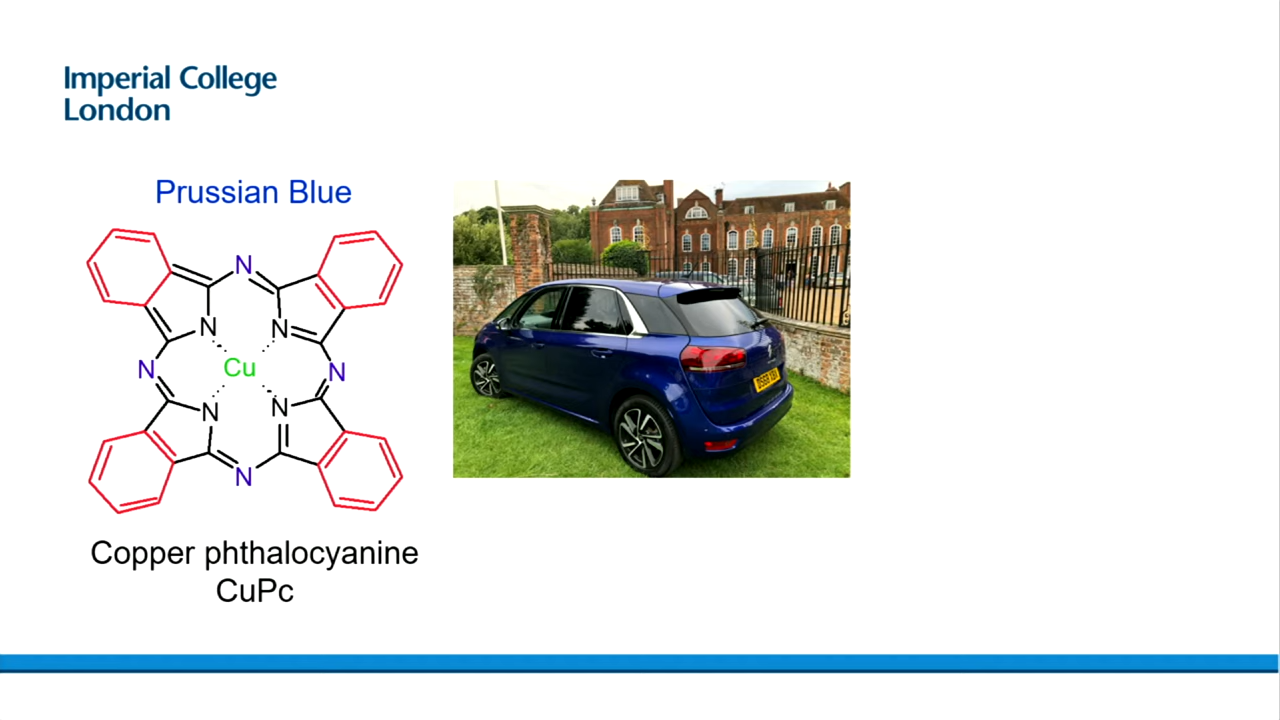 Imperial College
London
Prussian Blue
N
N
N
N
Cu
N
N
N
N
Copper phthalocyanine
CuPc